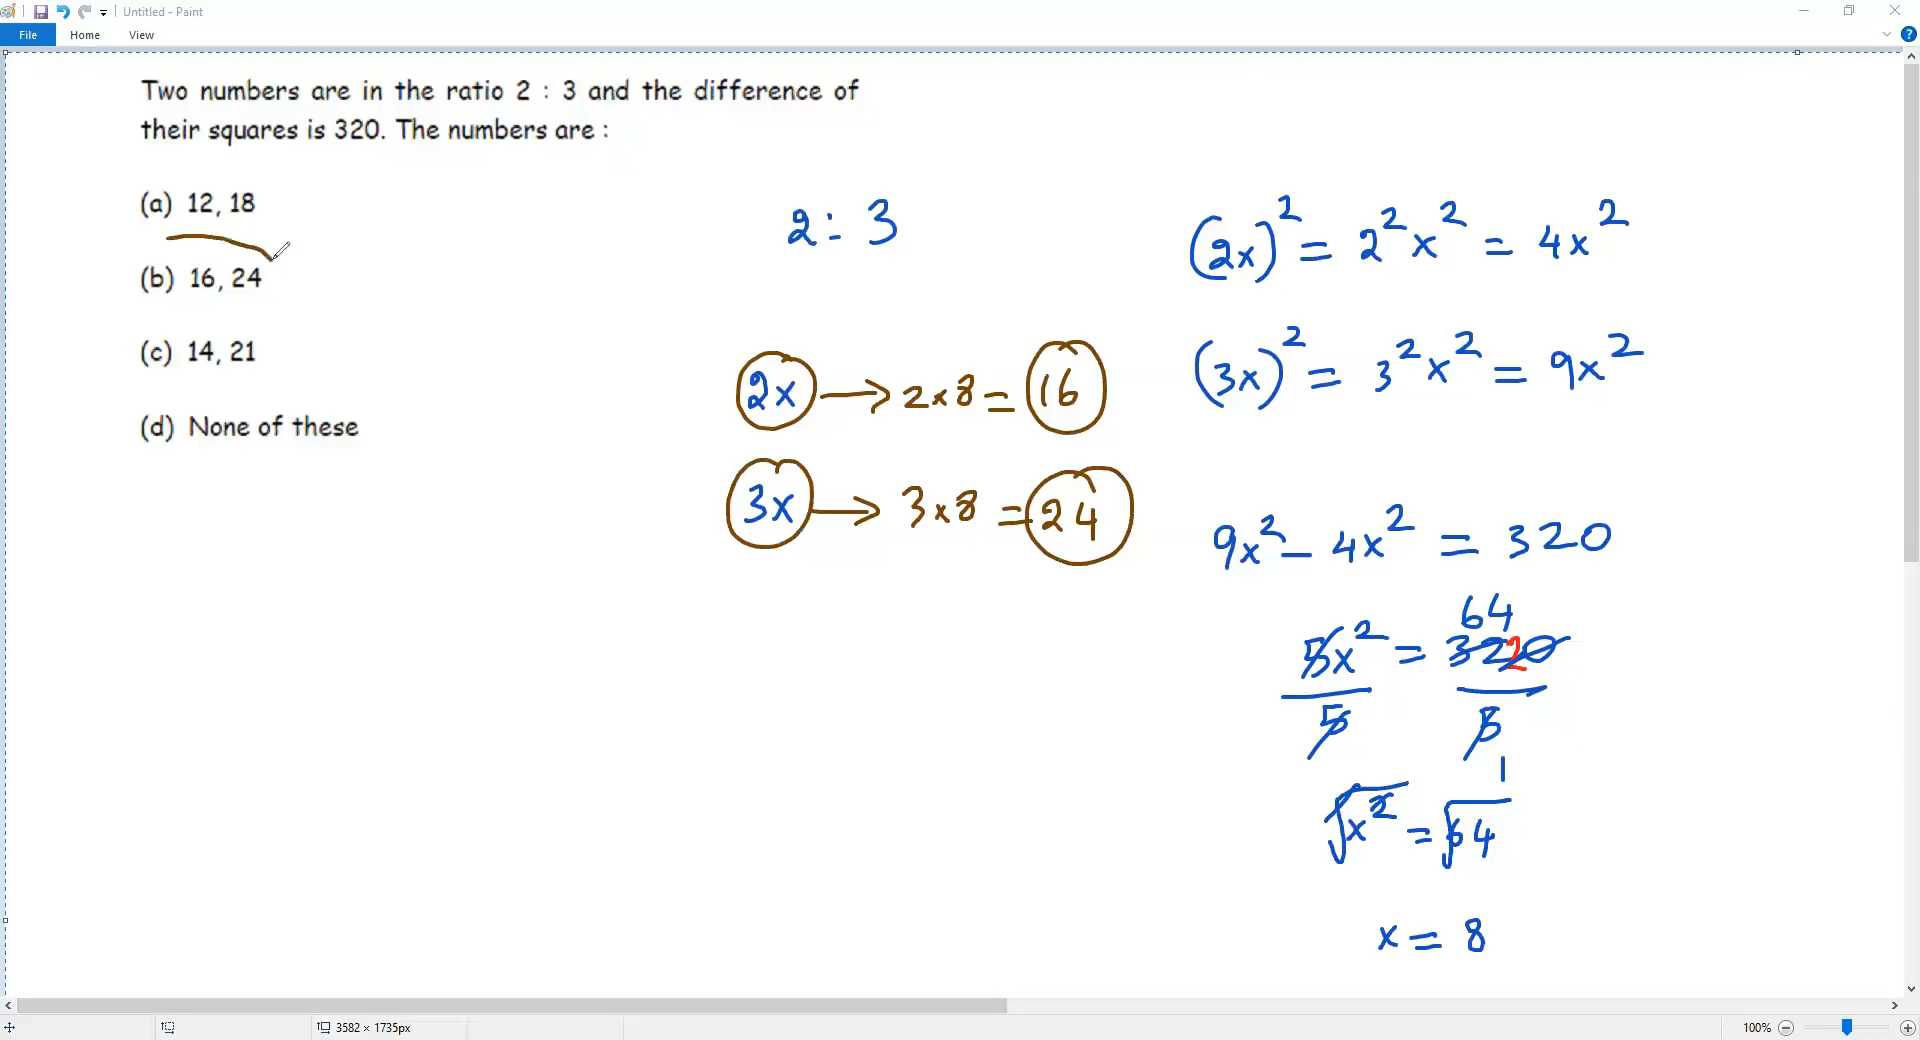 Untitled - Paint
File Home View
Two numbers are in the ratio 2 : 3 and the difference of
their squares is 320. The numbers are :
(a) 12, 18
(b) 16, 24
(c) 14, 21
(d) None of these
2 : 3
2x → 2 x 8 = 16
3x → 3 x 8 = 24
(2x)² = 2²x² = 4x²
(3x)² = 3²x² = 9x²
9x² - 4x² = 320
64
5x² = 320
2
5 5
1
√x² = √64
x = 8
3582 × 1735px
100%